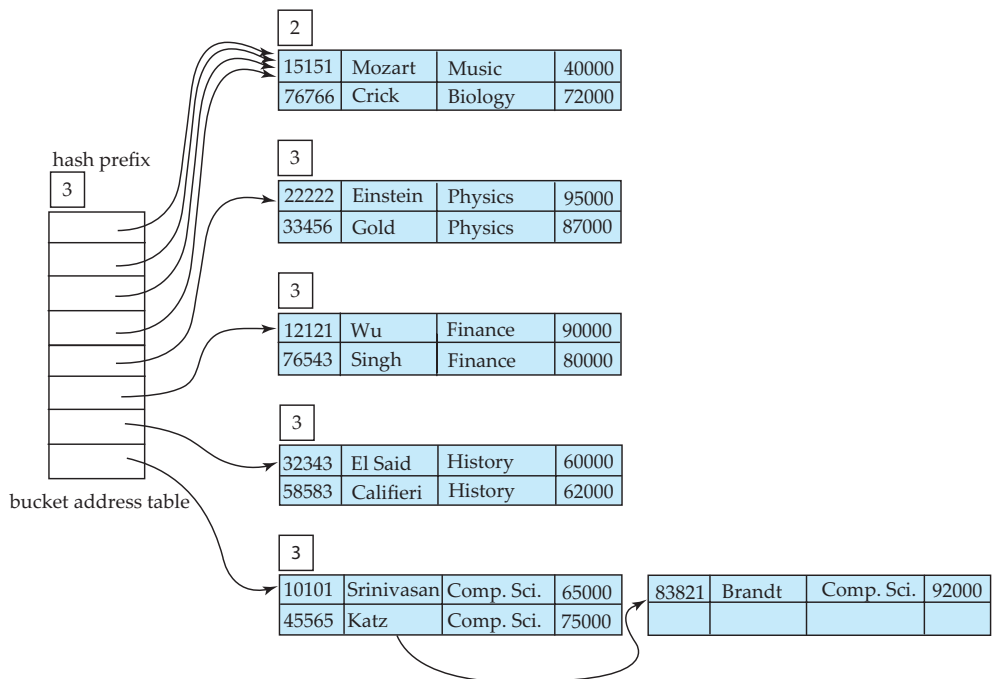 2
15151 Mozart Music 40000
76766 Crick Biology 72000
hash prefix
3
3
22222 Einstein Physics 95000
33456 Gold Physics 87000
3
12121 Wu Finance 90000
76543 Singh Finance 80000
3
32343 El Said History 60000
58583 Califieri History 62000
bucket address table
3
10101 Srinivasan Comp. Sci. 65000
45565 Katz Comp. Sci. 75000
83821 Brandt Comp. Sci. 92000